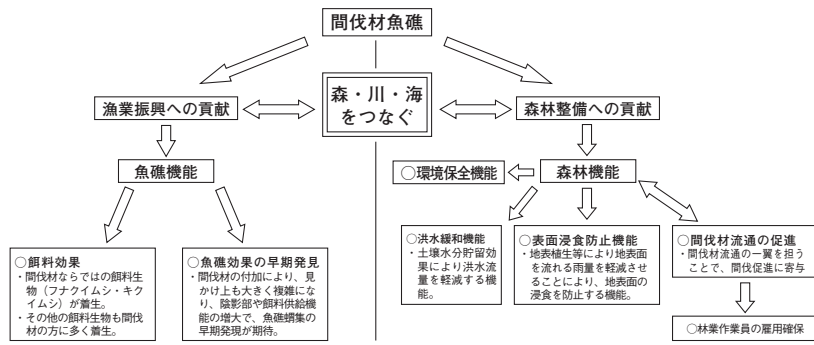 間伐材魚礁
漁業振興への貢献
森・川・海
をつなぐ
森林整備への貢献
魚礁機能
○環境保全機能
森林機能
○餌料効果
・間伐材ならではの餌料生
物（フナクイムシ・キク
イムシ）が着生。
・その他の餌料生物も間伐
材の方に多く着生。
○魚礁効果の早期発見
・間伐材の付加により、見
かけ上も大きく複雑にな
り、陰影部や餌料供給機
能の増大で、魚礁蝟集の
早期発現が期待。
○洪水緩和機能
・土壌水分貯留効
果により洪水流
量を軽減する機
能。
○表面浸食防止機能
・地表植生等により地表面
を流れる雨量を軽減させ
ることにより、地表面の
浸食を防止する機能。
○間伐材流通の促進
・間伐材流通の一翼を担う
ことで、間伐促進に寄与
○林業作業員の雇用確保